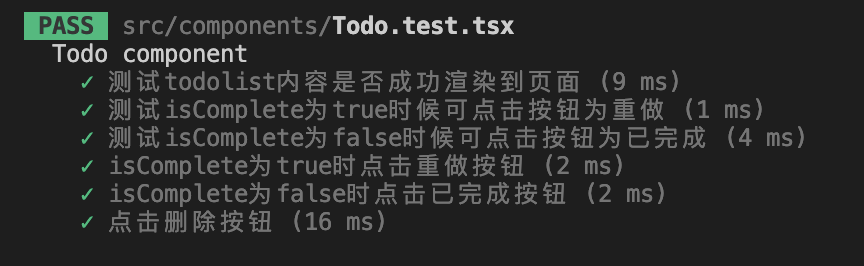 PASS src/components/Todo.test.tsx
Todo component
✓ 测试todolist内容是否成功渲染到页面 (9 ms)
✓ 测试isComplete为true时候可点击按钮为重做 (1 ms)
✓ 测试isComplete为false时候可点击按钮为已完成 (4 ms)
✓ isComplete为true时点击重做按钮 (2 ms)
✓ isComplete为false时点击已完成按钮 (2 ms)
✓ 点击删除按钮 (16 ms)